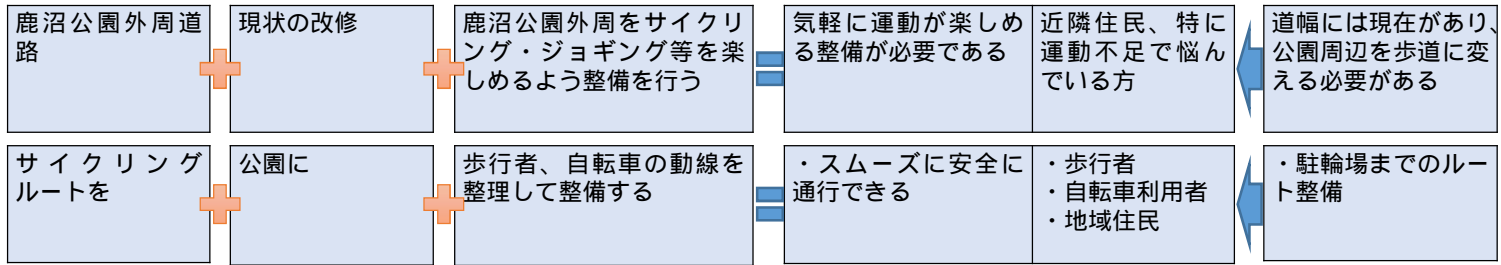 鹿沼公園外周道
路
現状の改修
鹿沼公園外周をサイクリ
ング・ジョギング等を楽
しめるよう整備を行う
気軽に運動が楽しめ
る整備が必要である
近隣住民、特に
運動不足で悩ん
でいる方
道幅には現在があり、
公園周辺を歩道に変
える必要がある
サイクリング
ルートを
公園に
歩行者、自転車の動線を
整理して整備する
・スムーズに安全に
通行できる
・歩行者
・自転車利用者
・地域住民
・駐輪場までのルー
ト整備